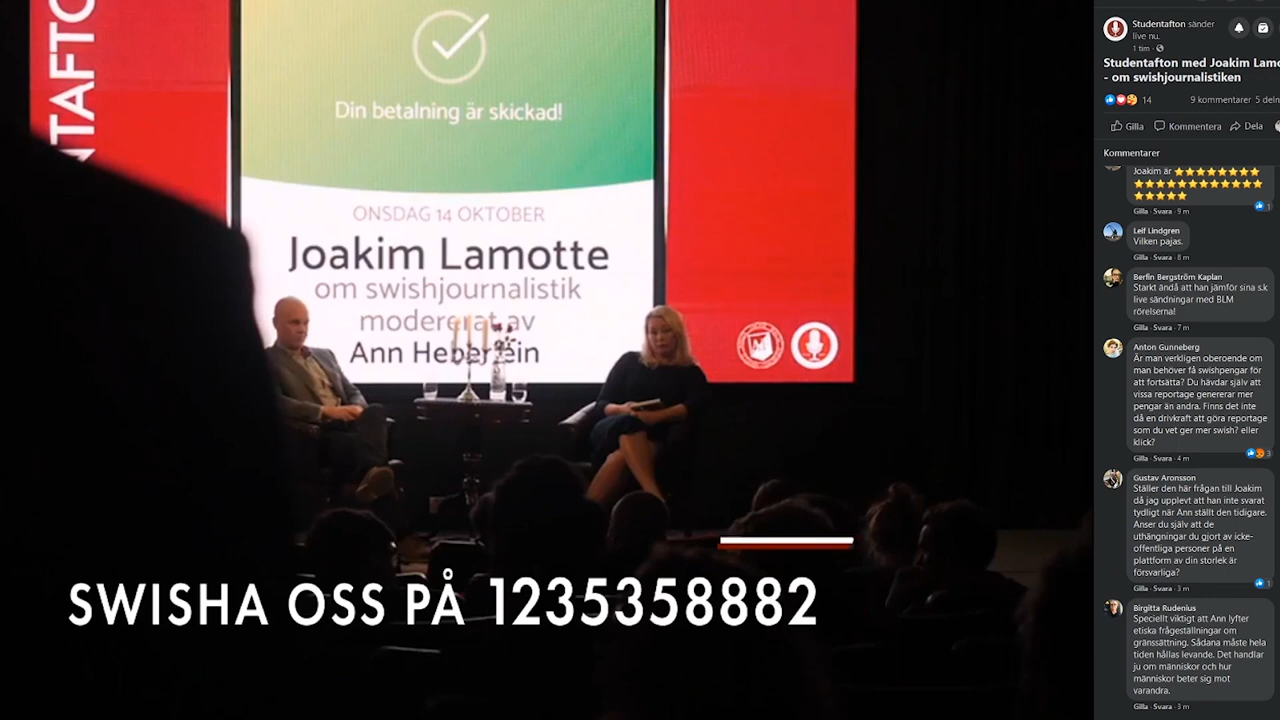 NTAFTO
Din betalning är skickad!
ONSDAG 14 OKTOBER
Joakim Lamotte
om swishjournalistik
modererat av
Ann Heberlein
SWISHA OSS PÅ 1235358882
Studentafton sänder
live nu.
1 tim ·
Studentafton med Joakim Lamo
- om swishjournalistiken
14
9 kommentarer 5 deln
Gilla Kommentera Dela
Kommentarer
Joakim är ⭐⭐⭐⭐⭐⭐⭐⭐
⭐⭐⭐⭐⭐⭐⭐⭐⭐⭐⭐⭐
⭐⭐⭐⭐⭐
1
Gilla · Svara · 9 m
Leif Lindgren
Vilken pajas.
Gilla · Svara · 8 m
Berfin Bergström Kaplan
Starkt ändå att han jämför sina s.k
live sändningar med BLM
rörelserna!
Gilla · Svara · 7 m
Anton Gunneberg
Är man verkligen oberoende om
man behöver få swishpengar för
att fortsätta? Du hävdar själv att
vissa reportage genererar mer
pengar än andra. Finns det inte
då en drivkraft att göra reportage
som du vet ger mer swish? eller
klick?
3
Gilla · Svara · 4 m
Gustav Aronsson
Ställer den här frågan till Joakim
då jag upplevt att han inte svarat
tydligt när Ann ställt den tidigare.
Anser du själv att de
uthängningar du gjort av icke-
offentliga personer på en
plattform av din storlek är
försvarliga?
1
Gilla · Svara · 3 m
Birgitta Rudenius
Speciellt viktigt att Ann lyfter
etiska frågeställningar om
gränssättning. Sådana måste hela
tiden hållas levande. Det handlar
ju om människor och hur
människor beter sig mot
varandra.
Gilla · Svara · 3 m